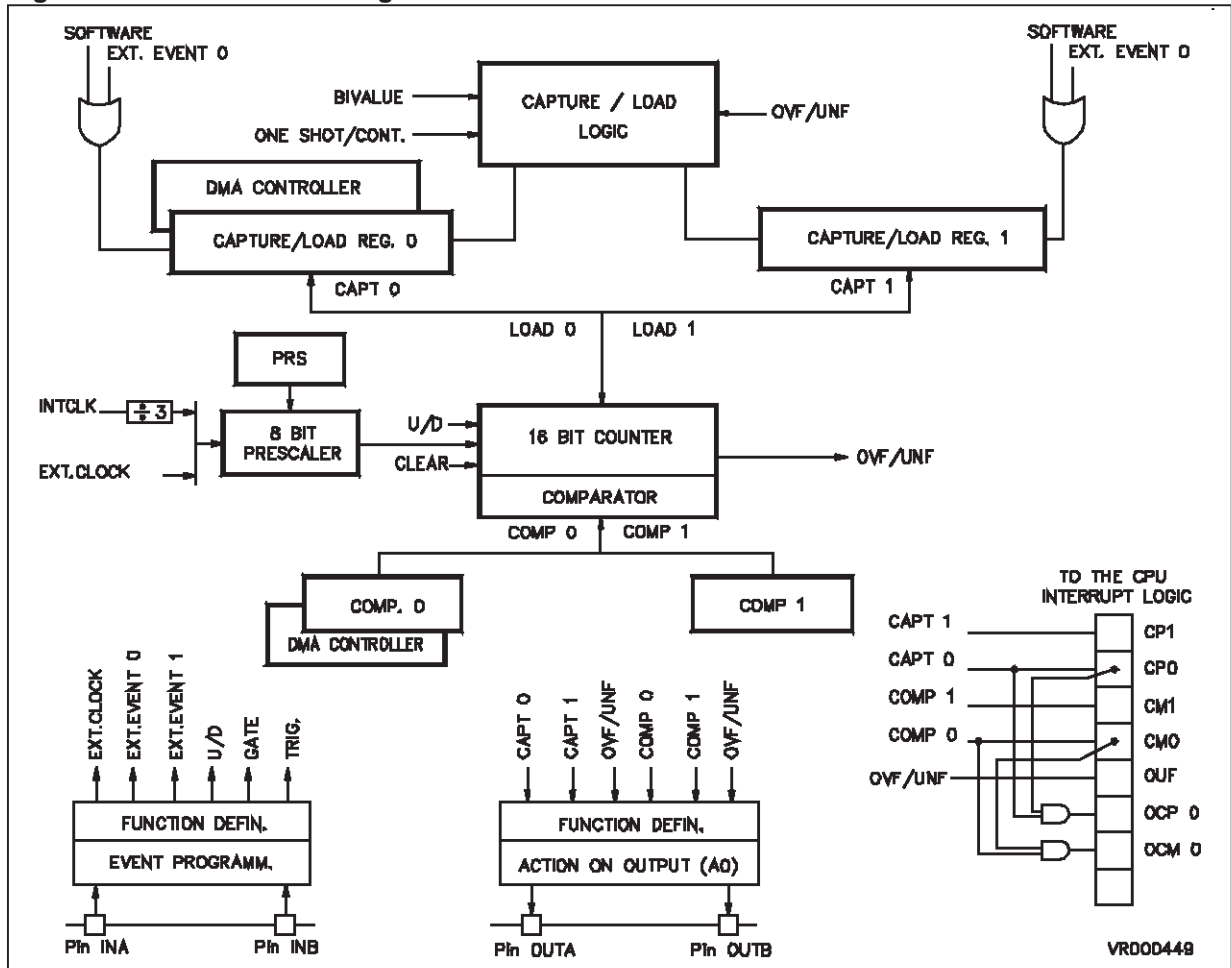 SOFTWARE
EXT. EVENT 0
SOFTWARE
EXT. EVENT 0
BIVALUE
ONE SHOT/CONT.
CAPTURE / LOAD
LOGIC
OVF/UNF
DMA CONTROLLER
CAPTURE/LOAD REG. 0
CAPTURE/LOAD REG. 1
CAPT 0
CAPT 1
LOAD 0
LOAD 1
PRS
INTCLK
÷ 3
8 BIT
PRESCALER
EXT.CLOCK
U/D
CLEAR
16 BIT COUNTER
COMPARATOR
OVF/UNF
COMP 0
COMP 1
COMP. 0
DMA CONTROLLER
COMP 1
TO THE CPU
INTERRUPT LOGIC
CAPT 1
CP1
CAPT 0
CP0
COMP 1
CM1
COMP 0
CM0
OVF/UNF
OUF
OCP 0
OCM 0
EXT.CLOCK
EXT.EVENT 0
EXT.EVENT 1
U/D
GATE
TRIG.
FUNCTION DEFIN.
EVENT PROGRAMM.
Pin INA
Pin INB
CAPT 0
CAPT 1
OVF/UNF
COMP 0
COMP 1
OVF/UNF
FUNCTION DEFIN.
ACTION ON OUTPUT (AO)
Pin OUTA
Pin OUTB
VR000449